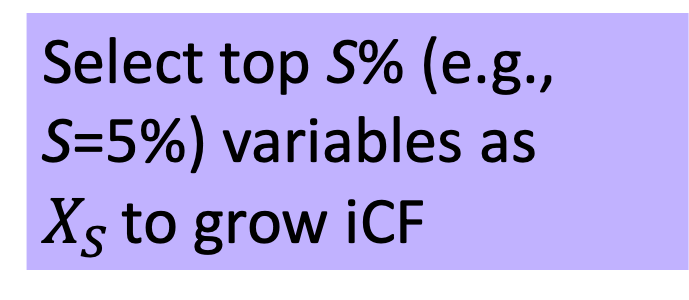 Select top S% (e.g.,
S=5%) variables as
X_S to grow iCF